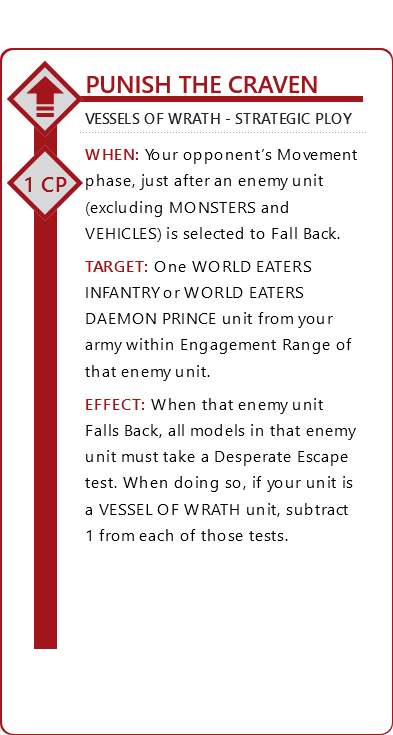 PUNISH THE CRAVEN
VESSELS OF WRATH - STRATEGIC PLOY
1 CP
WHEN: Your opponent's Movement
phase, just after an enemy unit
(excluding MONSTERS and
VEHICLES) is selected to Fall Back.
TARGET: One WORLD EATERS
INFANTRY or WORLD EATERS
DAEMON PRINCE unit from your
army within Engagement Range of
that enemy unit.
EFFECT: When that enemy unit
Falls Back, all models in that enemy
unit must take a Desperate Escape
test. When doing so, if your unit is
a VESSEL OF WRATH unit, subtract
1 from each of those tests.